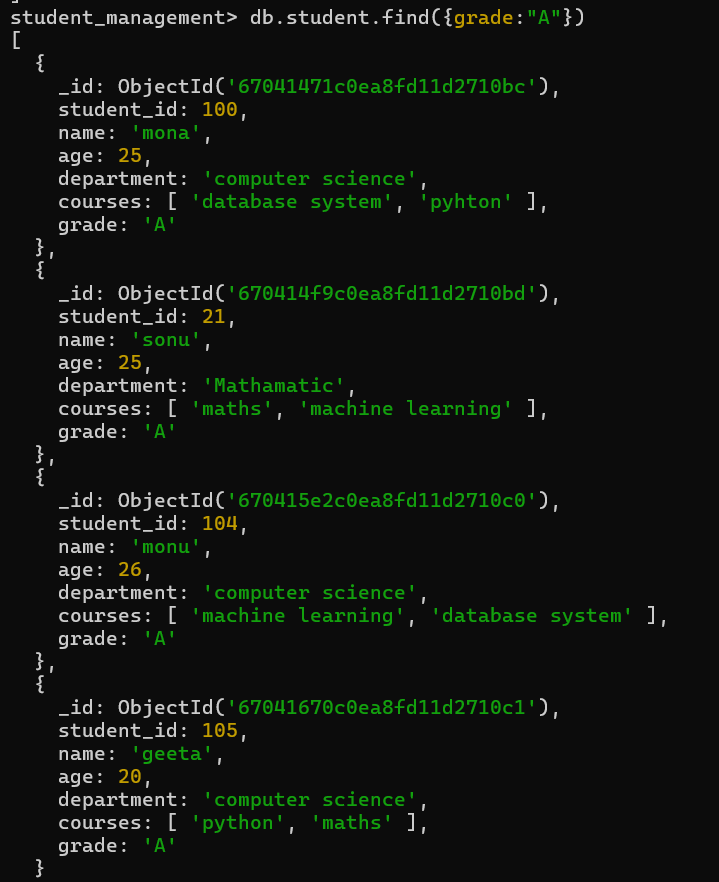 student_management> db.student.find({grade:"A"})
[
  {
    _id: ObjectId('67041471c0ea8fd11d2710bc'),
    student_id: 100,
    name: 'mona',
    age: 25,
    department: 'computer science',
    courses: [ 'database system', 'pyhton' ],
    grade: 'A'
  },
  {
    _id: ObjectId('670414f9c0ea8fd11d2710bd'),
    student_id: 21,
    name: 'sonu',
    age: 25,
    department: 'Mathamatic',
    courses: [ 'maths', 'machine learning' ],
    grade: 'A'
  },
  {
    _id: ObjectId('670415e2c0ea8fd11d2710c0'),
    student_id: 104,
    name: 'monu',
    age: 26,
    department: 'computer science',
    courses: [ 'machine learning', 'database system' ],
    grade: 'A'
  },
  {
    _id: ObjectId('67041670c0ea8fd11d2710c1'),
    student_id: 105,
    name: 'geeta',
    age: 20,
    department: 'computer science',
    courses: [ 'python', 'maths' ],
    grade: 'A'
  }